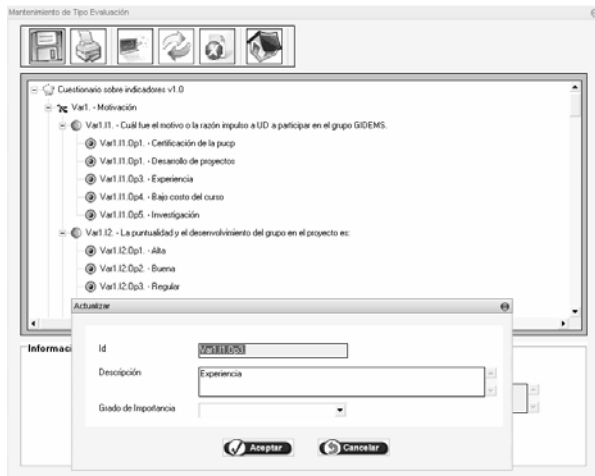 Mantenimiento de Tipo Evaluación
Cuestionario sobre indicadores v1.0
Var1. - Motivación
Var1.I1. - Cuál fue el motivo o la razón impulso a UD a participar en el grupo GIDEMS.
Var1.I1.Op1. - Certificación de la pucp
Var1.I1.Op1. - Desarrollo de proyectos
Var1.I1.Op3. - Experiencia
Var1.I1.Op4. - Bajo costo del curso
Var1.I1.Op5. - Investigación
Var1.I2. - La puntualidad y el desenvolvimiento del grupo en el proyecto es:
Var1.I2.Op1. - Alta
Var1.I2.Op2. - Buena
Var1.I2.Op3. - Regular
Actualizar
Informaci
Id
Var1.I1.Op3
Descripción
Experiencia
Grado de Importancia
Aceptar
Cancelar